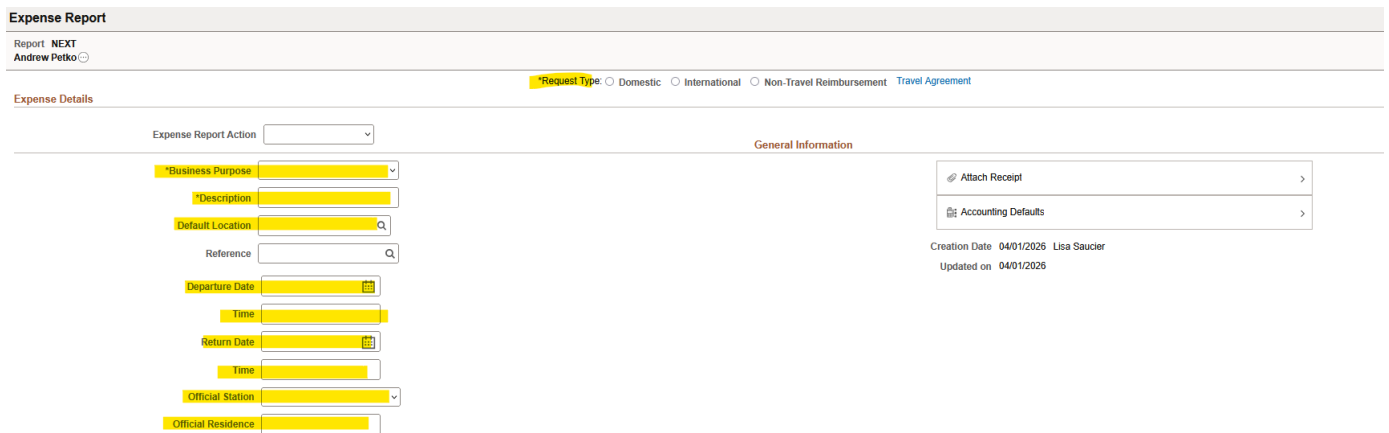 Expense Report
Report NEXT
Andrew Petko
*Request Type: Domestic International Non-Travel Reimbursement Travel Agreement
Expense Details
Expense Report Action
General Information
*Business Purpose
Attach Receipt
*Description
Accounting Defaults
Default Location
Reference
Creation Date 04/01/2026 Lisa Saucier
Updated on 04/01/2026
Departure Date
Time
Return Date
Time
Official Station
Official Residence